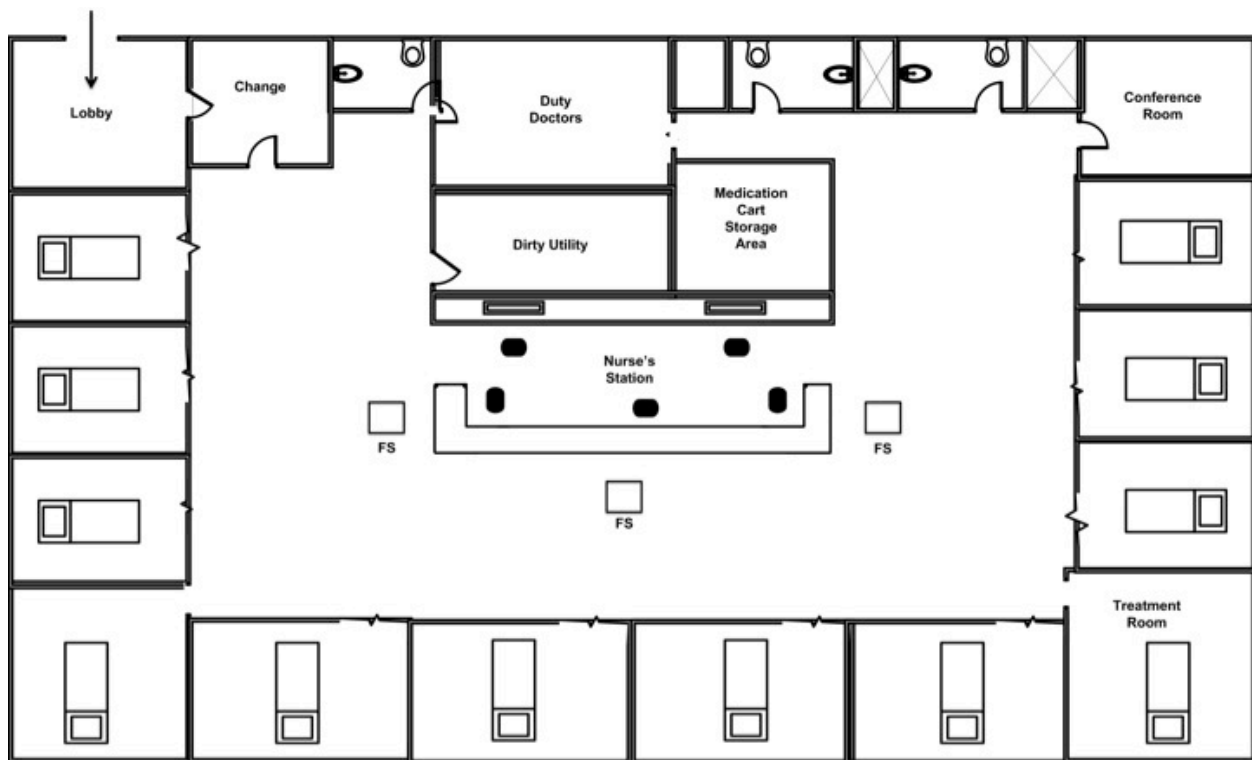 Lobby
Change
Duty
Doctors
Conference
Room
Medication
Cart
Storage
Area
Dirty Utility
Nurse's
Station
FS
FS
FS
Treatment
Room